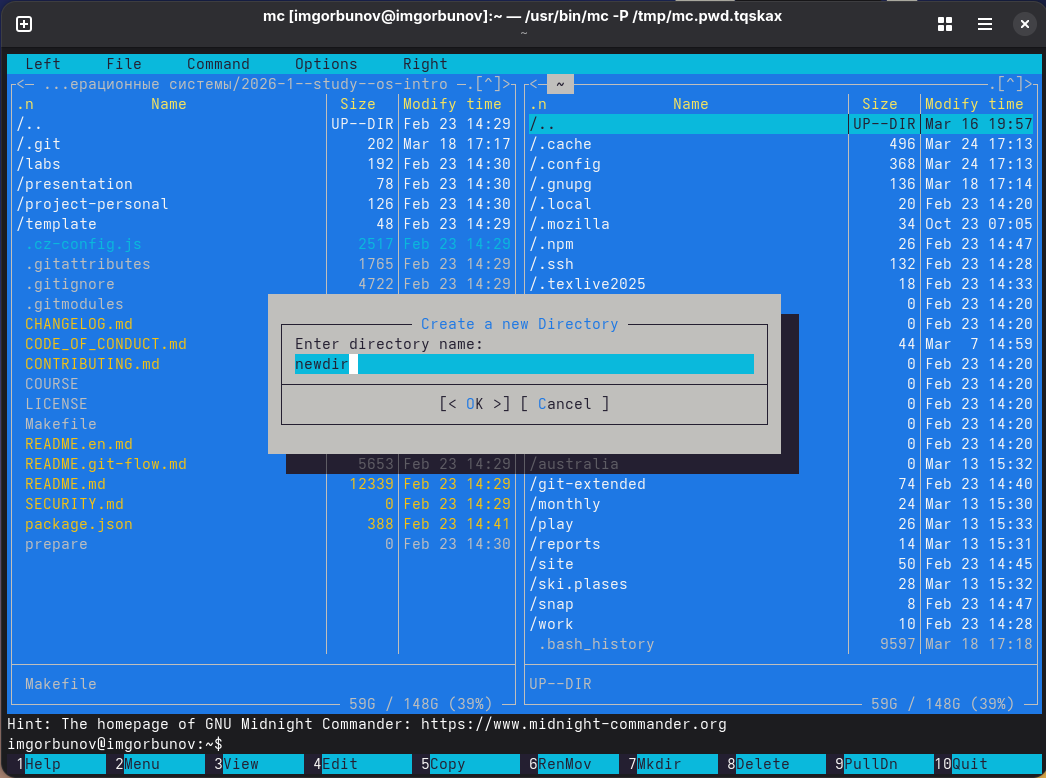 mc [imgorbunov@imgorbunov]:~ — /usr/bin/mc -P /tmp/mc.pwd.tqskax
~
Left File Command Options Right
<— ...ерационные системы/2026-1--study--os-intro —.[^]>
.n Name Size Modify time
/.. UP--DIR Feb 23 14:29
/.git 202 Mar 18 17:17
/labs 192 Feb 23 14:30
/presentation 78 Feb 23 14:30
/project-personal 126 Feb 23 14:30
/template 48 Feb 23 14:29
.cz-config.js 2517 Feb 23 14:29
.gitattributes 1765 Feb 23 14:29
.gitignore 4722 Feb 23 14:29
.gitmodules
CHANGELOG.md
CODE_OF_CONDUCT.md
CONTRIBUTING.md
COURSE
LICENSE
Makefile
README.en.md
README.git-flow.md 5653 Feb 23 14:29
README.md 12339 Feb 23 14:29
SECURITY.md 0 Feb 23 14:29
package.json 388 Feb 23 14:41
prepare 0 Feb 23 14:30
Makefile
59G / 148G (39%)
<— ~ .[^]>
.n Name Size Modify time
/.. UP--DIR Mar 16 19:57
/.cache 496 Mar 24 17:13
/.config 368 Mar 24 17:13
/.gnupg 136 Mar 18 17:14
/.local 20 Feb 23 14:20
/.mozilla 34 Oct 23 07:05
/.npm 26 Feb 23 14:47
/.ssh 132 Feb 23 14:28
/.texlive2025 18 Feb 23 14:33
0 Feb 23 14:20
0 Feb 23 14:20
44 Mar 7 14:59
0 Feb 23 14:20
0 Feb 23 14:20
0 Feb 23 14:20
0 Feb 23 14:20
0 Feb 23 14:20
/australia 0 Mar 13 15:32
/git-extended 74 Feb 23 14:40
/monthly 24 Mar 13 15:30
/play 26 Mar 13 15:33
/reports 14 Mar 13 15:31
/site 50 Feb 23 14:45
/ski.plases 28 Mar 13 15:32
/snap 8 Feb 23 14:47
/work 10 Feb 23 14:28
.bash_history 9597 Mar 18 17:18
UP--DIR
59G / 148G (39%)
Create a new Directory
Enter directory name:
newdir
[< OK >] [ Cancel ]
Hint: The homepage of GNU Midnight Commander: https://www.midnight-commander.org
imgorbunov@imgorbunov:~$
1Help 2Menu 3View 4Edit 5Copy 6RenMov 7Mkdir 8Delete 9PullDn 10Quit